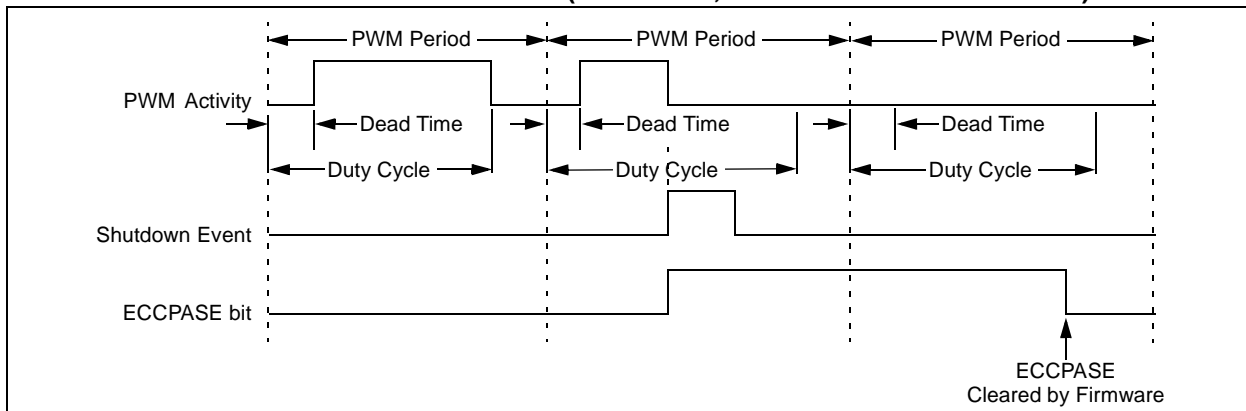 PWM Period PWM Period PWM Period
PWM Activity
Dead Time Dead Time Dead Time
Duty Cycle Duty Cycle Duty Cycle
Shutdown Event
ECCPASE bit
ECCPASE
Cleared by Firmware